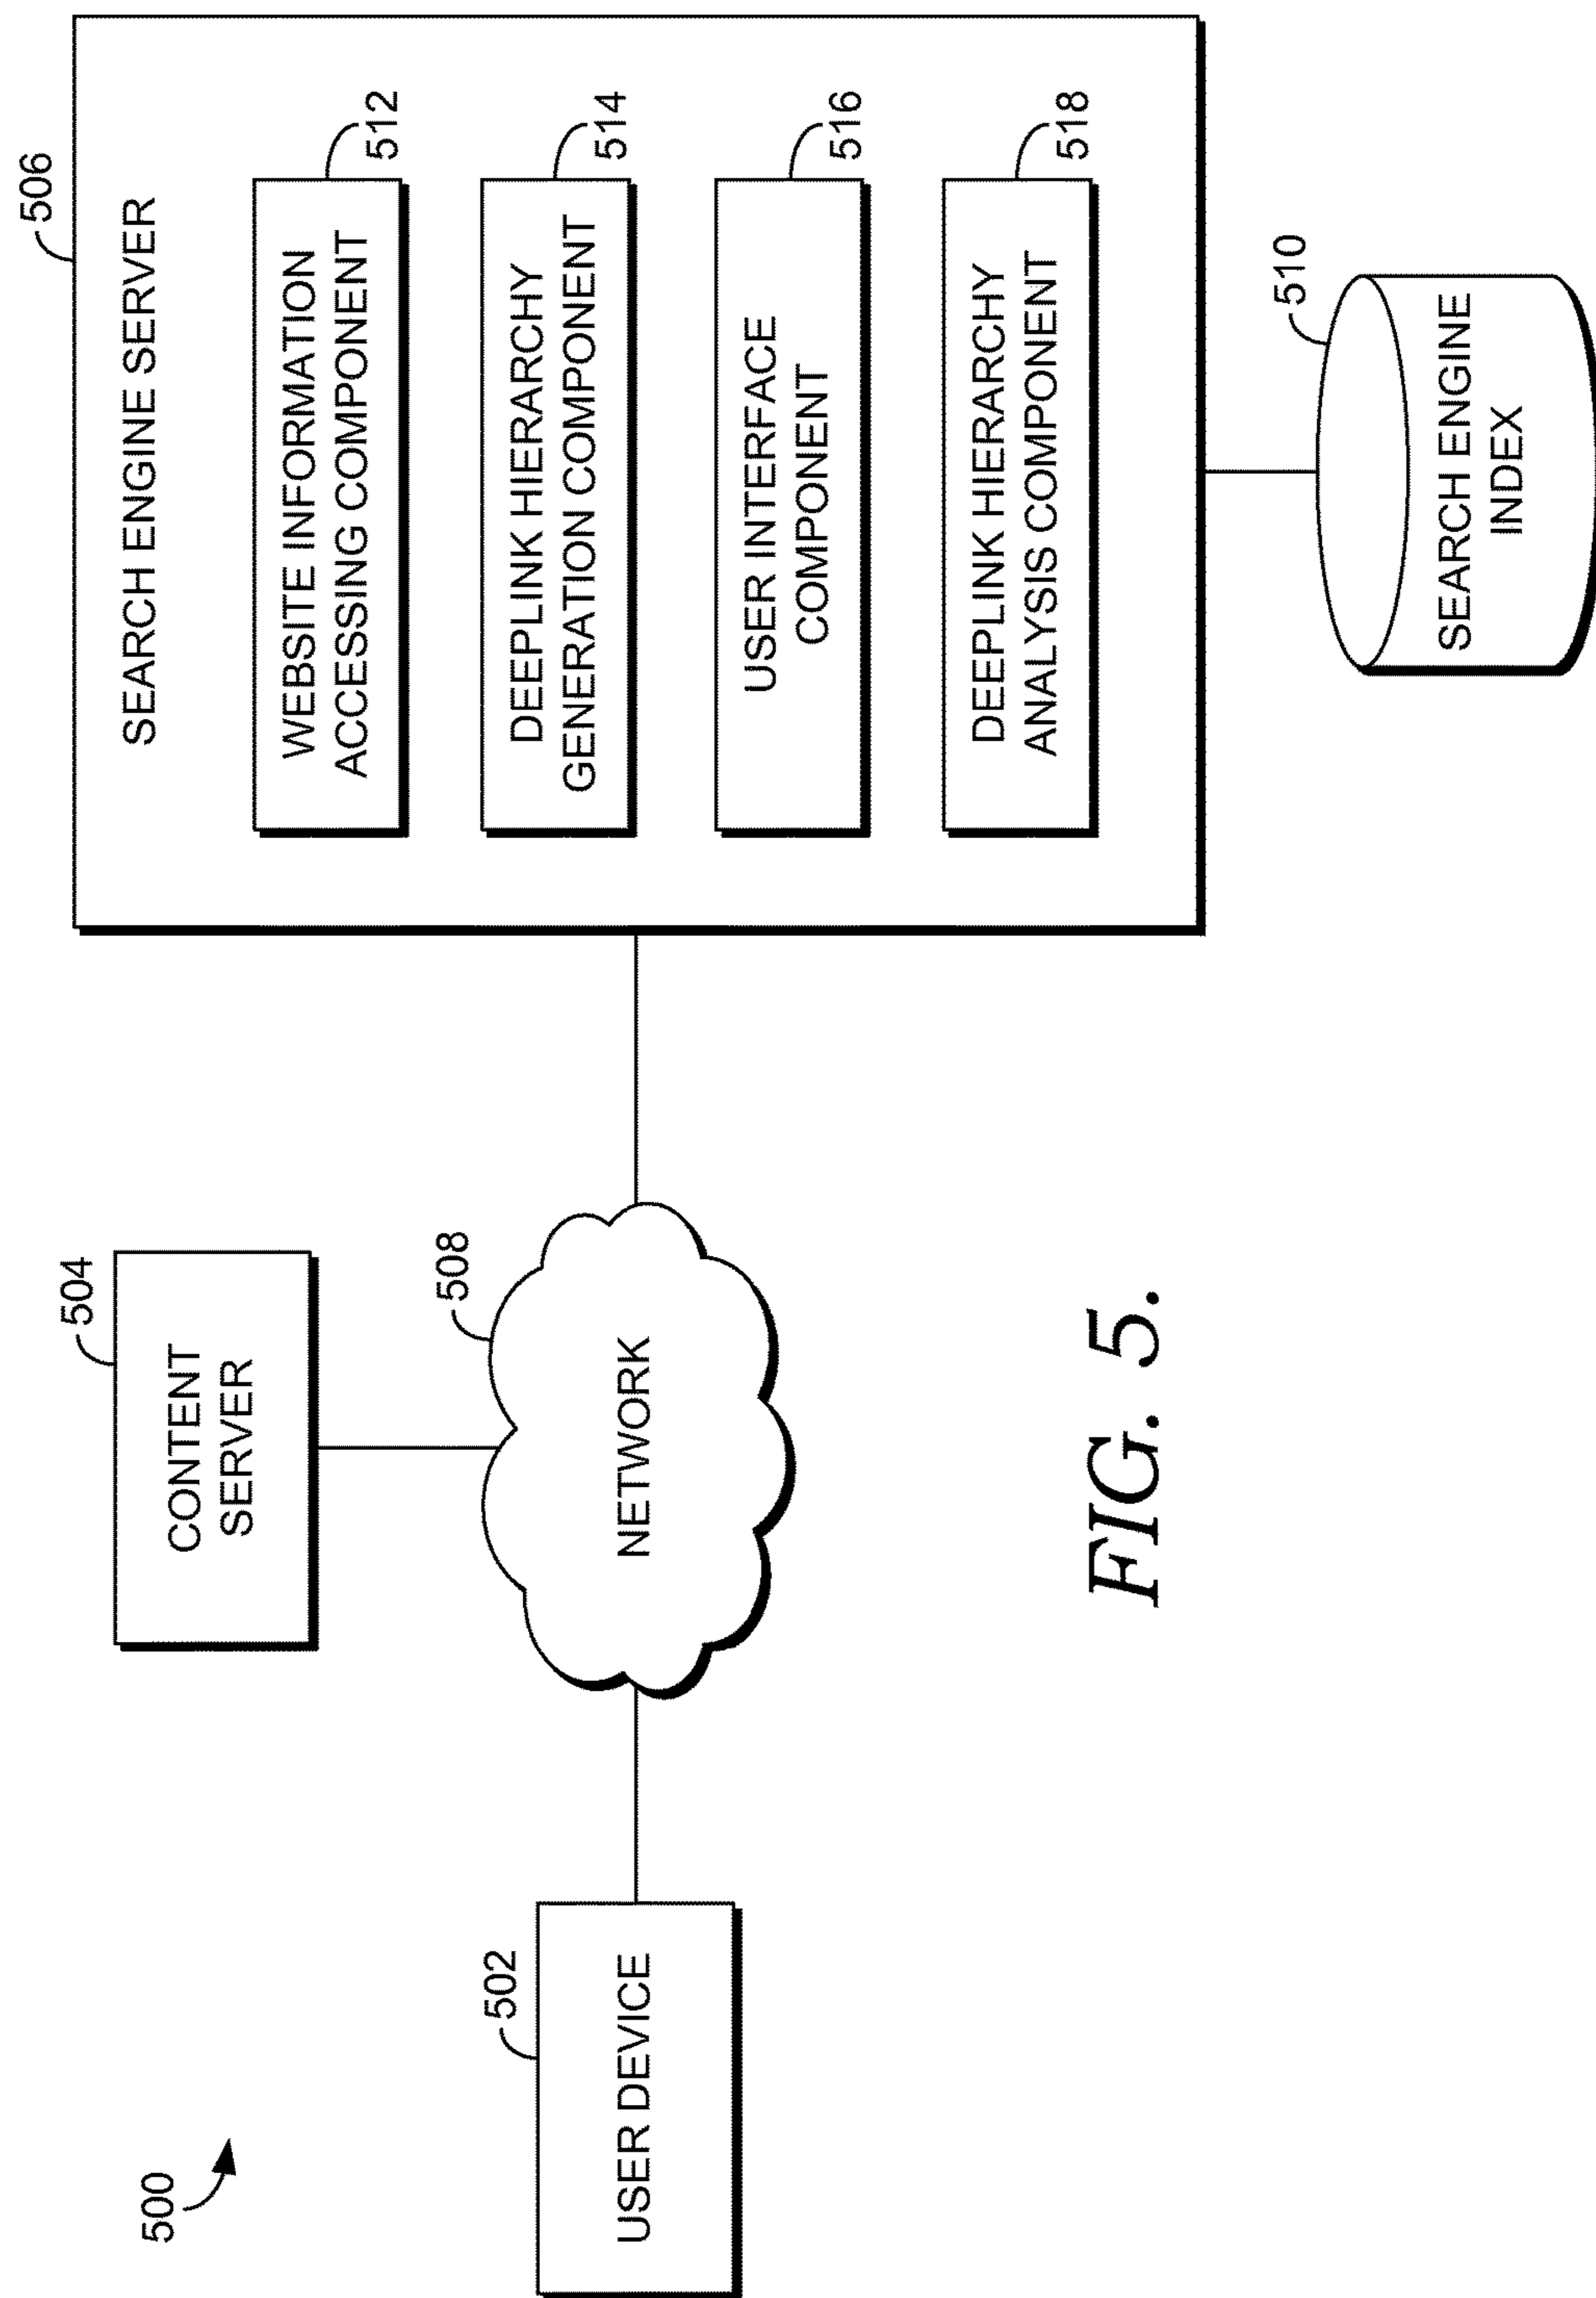 500
504
CONTENT
SERVER
502
USER DEVICE
508
NETWORK
506
SEARCH ENGINE SERVER
WEBSITE INFORMATION
ACCESSING COMPONENT
512
DEEPLINK HIERARCHY
GENERATION COMPONENT
514
USER INTERFACE
COMPONENT
516
DEEPLINK HIERARCHY
ANALYSIS COMPONENT
518
510
SEARCH ENGINE
INDEX
FIG. 5.